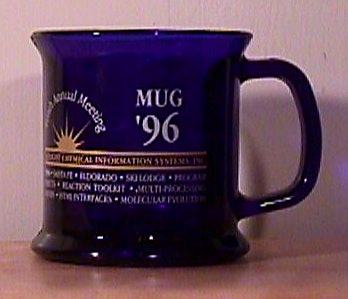 Annual Meeting
MUG
'96
CHEMICAL INFORMATION SYSTEMS, INC.
SANTA FE • ELDORADO • SKI LODGE • PROGRAM
• REACTION TOOLKIT • MULTI-PROCESSING
• HTML INTERFACES • MOLECULAR EVOLUTION